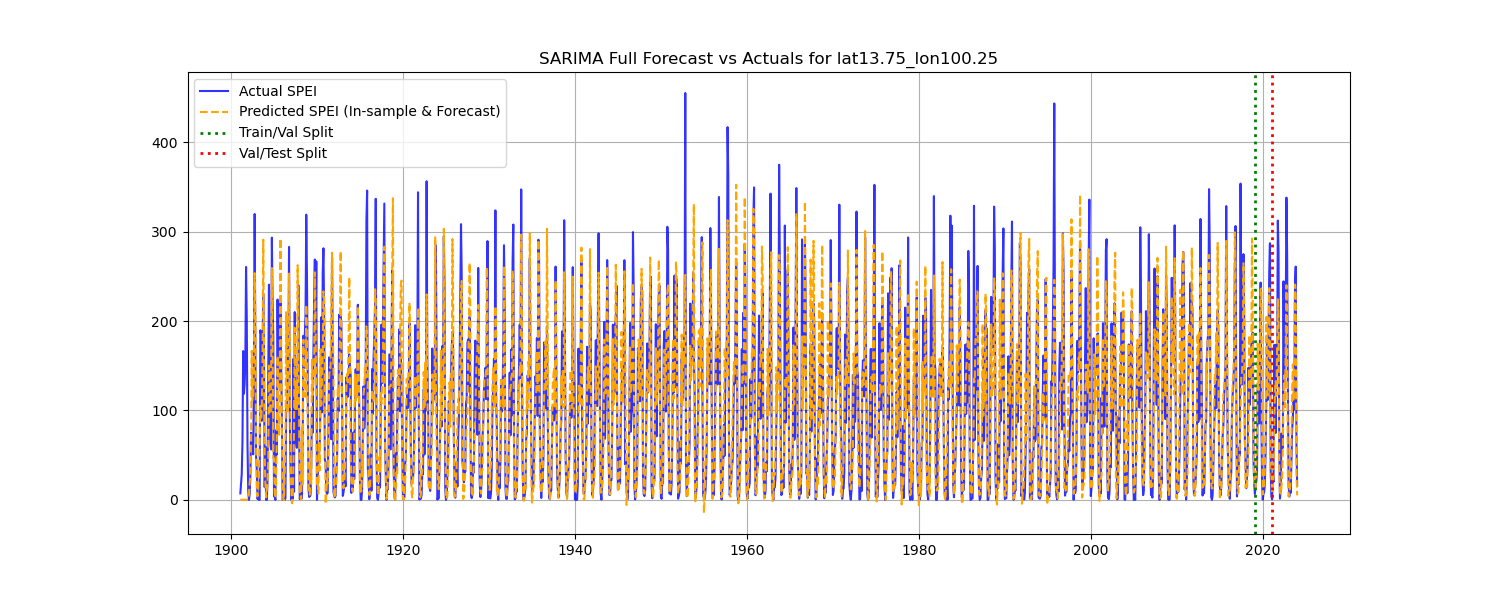 SARIMA Full Forecast vs Actuals for lat13.75_lon100.25
Actual SPEI
Predicted SPEI (In-sample & Forecast)
Train/Val Split
Val/Test Split
400
300
200
100
0
1900 1920 1940 1960 1980 2000 2020